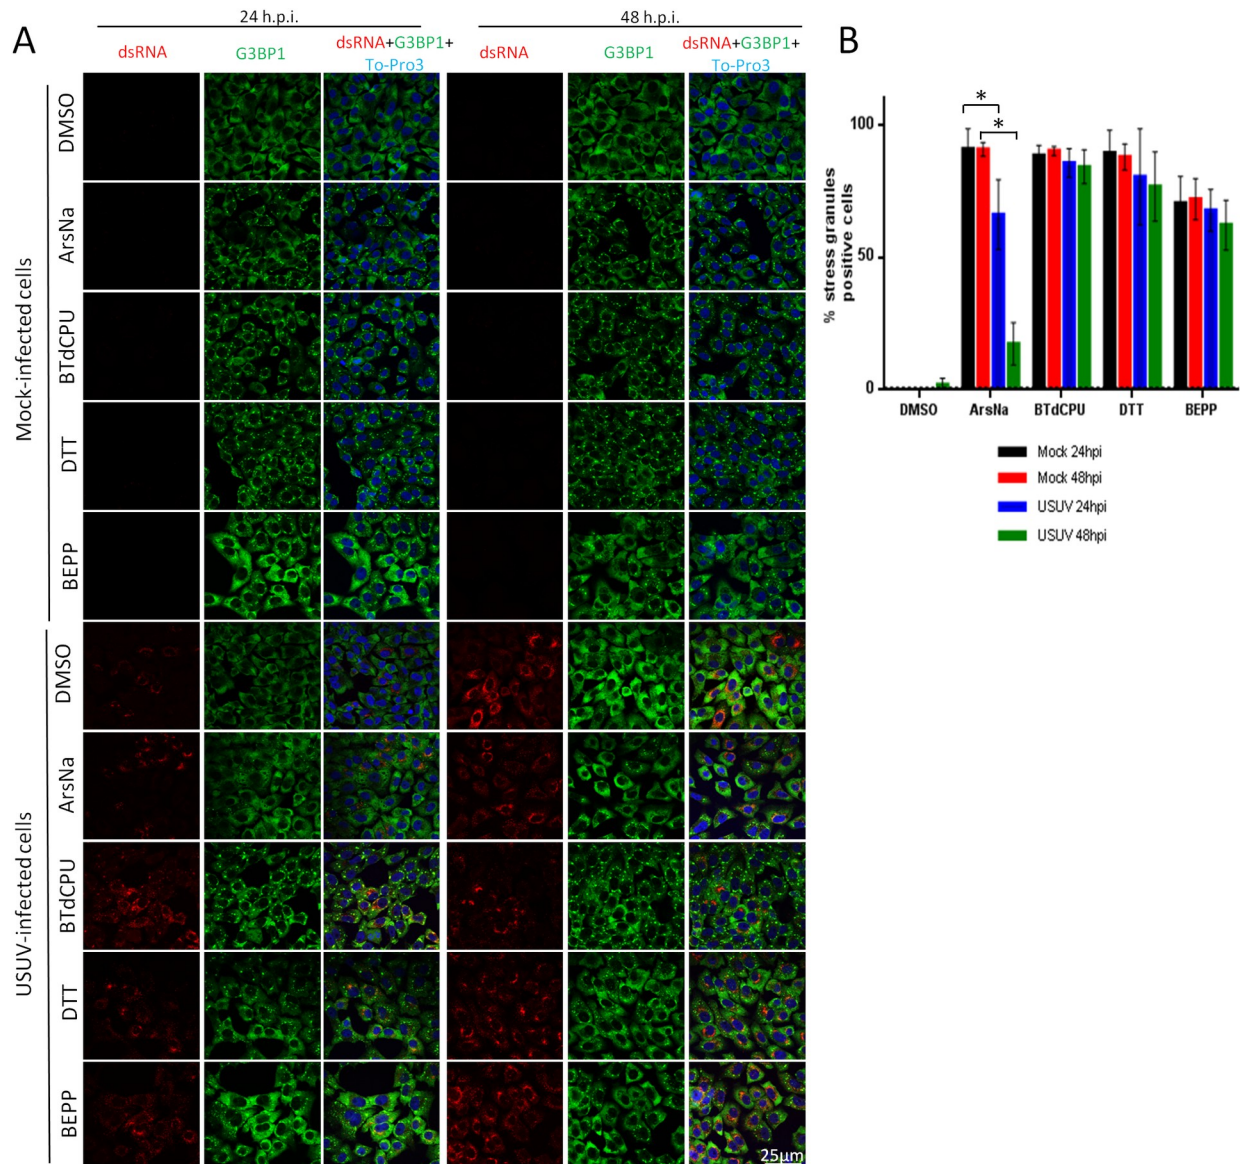 A
24 h.p.i.
48 h.p.i.
dsRNA
G3BP1
dsRNA+G3BP1+
To-Pro3
dsRNA
G3BP1
dsRNA+G3BP1+
To-Pro3
Mock-infected cells
DMSO
ArsNa
BTdCPU
DTT
BEPP
USUV-infected cells
DMSO
ArsNa
BTdCPU
DTT
BEPP
25µm
B
% stress granules
positive cells
100
50
0
*
*
DMSO
ArsNa
BTdCPU
DTT
BEPP
Mock 24hpi
Mock 48hpi
USUV 24hpi
USUV 48hpi